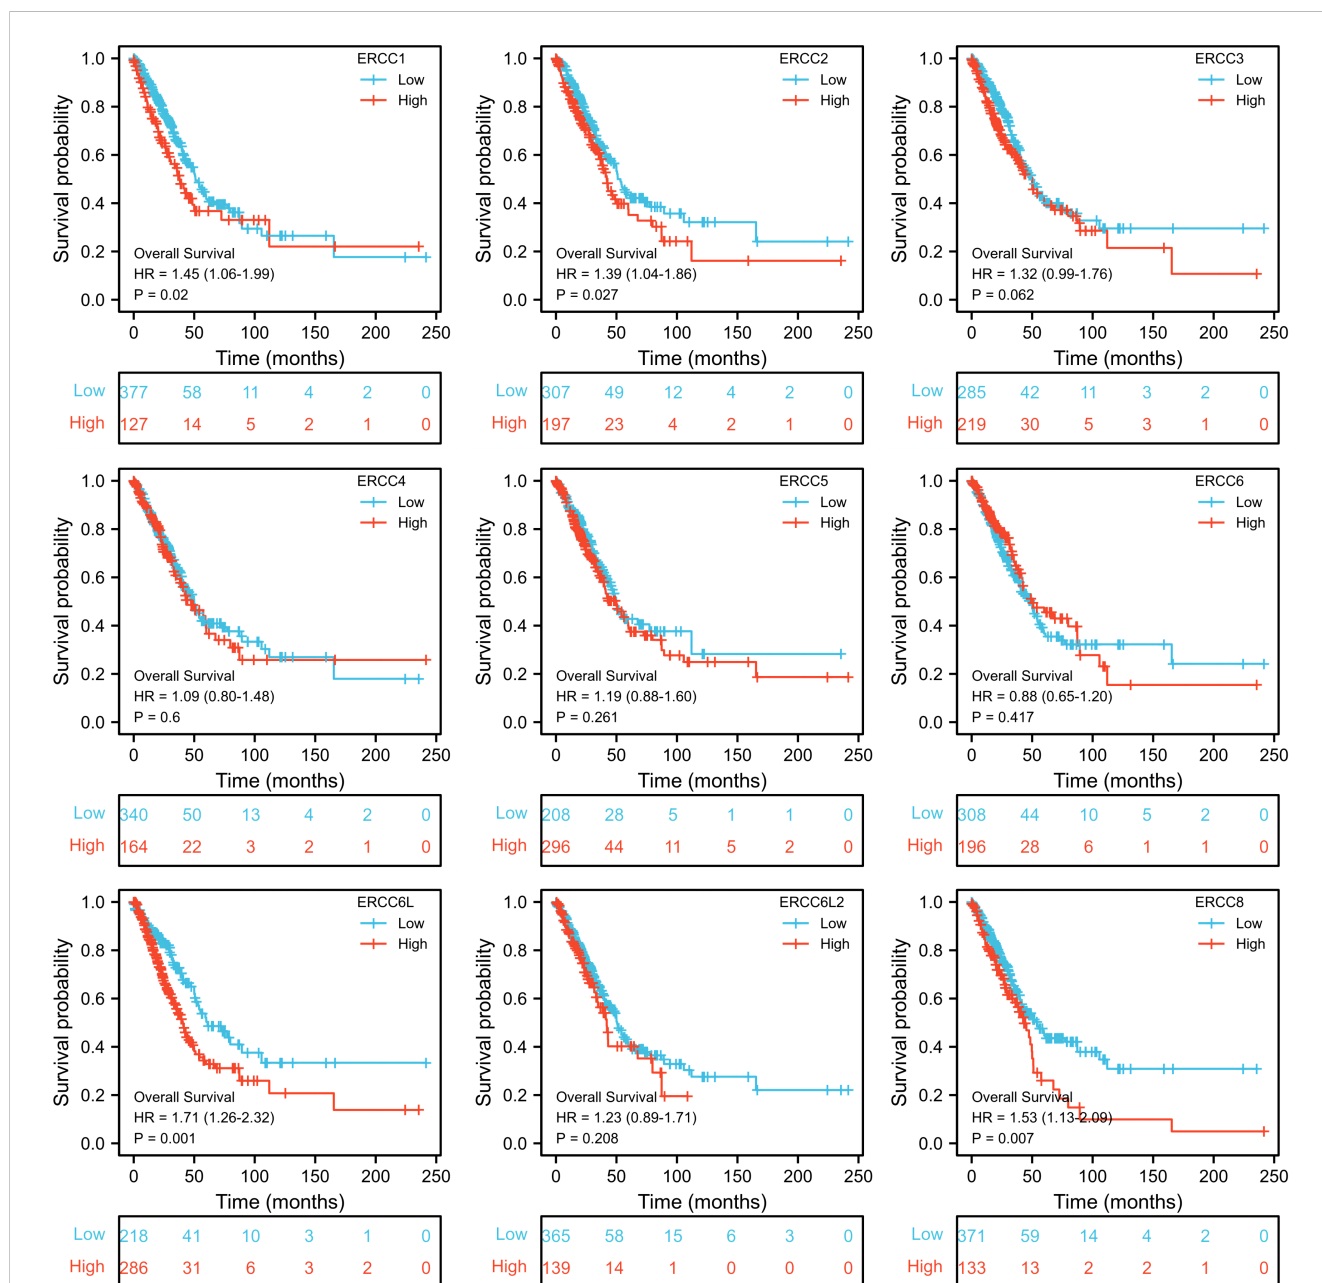 ERCC1
Low
High
1.0
0.8
0.6
0.4
0.2
0.0
Survival probability
Overall Survival
HR = 1.45 (1.06-1.99)
P = 0.02
0 50 100 150 200 250
Time (months)
Low 377 58 11 4 2 0
High 127 14 5 2 1 0
ERCC2
Low
High
1.0
0.8
0.6
0.4
0.2
0.0
Survival probability
Overall Survival
HR = 1.39 (1.04-1.86)
P = 0.027
0 50 100 150 200 250
Time (months)
Low 307 49 12 4 2 0
High 197 23 4 2 1 0
ERCC3
Low
High
1.0
0.8
0.6
0.4
0.2
0.0
Survival probability
Overall Survival
HR = 1.32 (0.99-1.76)
P = 0.062
0 50 100 150 200 250
Time (months)
Low 285 42 11 3 2 0
High 219 30 5 3 1 0
ERCC4
Low
High
1.0
0.8
0.6
0.4
0.2
0.0
Survival probability
Overall Survival
HR = 1.09 (0.80-1.48)
P = 0.6
0 50 100 150 200 250
Time (months)
Low 340 50 13 4 2 0
High 164 22 3 2 1 0
ERCC5
Low
High
1.0
0.8
0.6
0.4
0.2
0.0
Survival probability
Overall Survival
HR = 1.19 (0.88-1.60)
P = 0.261
0 50 100 150 200 250
Time (months)
Low 208 28 5 1 1 0
High 296 44 11 5 2 0
ERCC6
Low
High
1.0
0.8
0.6
0.4
0.2
0.0
Survival probability
Overall Survival
HR = 0.88 (0.65-1.20)
P = 0.417
0 50 100 150 200 250
Time (months)
Low 308 44 10 5 2 0
High 196 28 6 1 1 0
ERCC6L
Low
High
1.0
0.8
0.6
0.4
0.2
0.0
Survival probability
Overall Survival
HR = 1.71 (1.26-2.32)
P = 0.001
0 50 100 150 200 250
Time (months)
Low 218 41 10 3 1 0
High 286 31 6 3 2 0
ERCC6L2
Low
High
1.0
0.8
0.6
0.4
0.2
0.0
Survival probability
Overall Survival
HR = 1.23 (0.89-1.71)
P = 0.208
0 50 100 150 200 250
Time (months)
Low 365 58 15 6 3 0
High 139 14 1 0 0 0
ERCC8
Low
High
1.0
0.8
0.6
0.4
0.2
0.0
Survival probability
Overall Survival
HR = 1.53 (1.13-2.09)
P = 0.007
0 50 100 150 200 250
Time (months)
Low 371 59 14 4 2 0
High 133 13 2 2 1 0